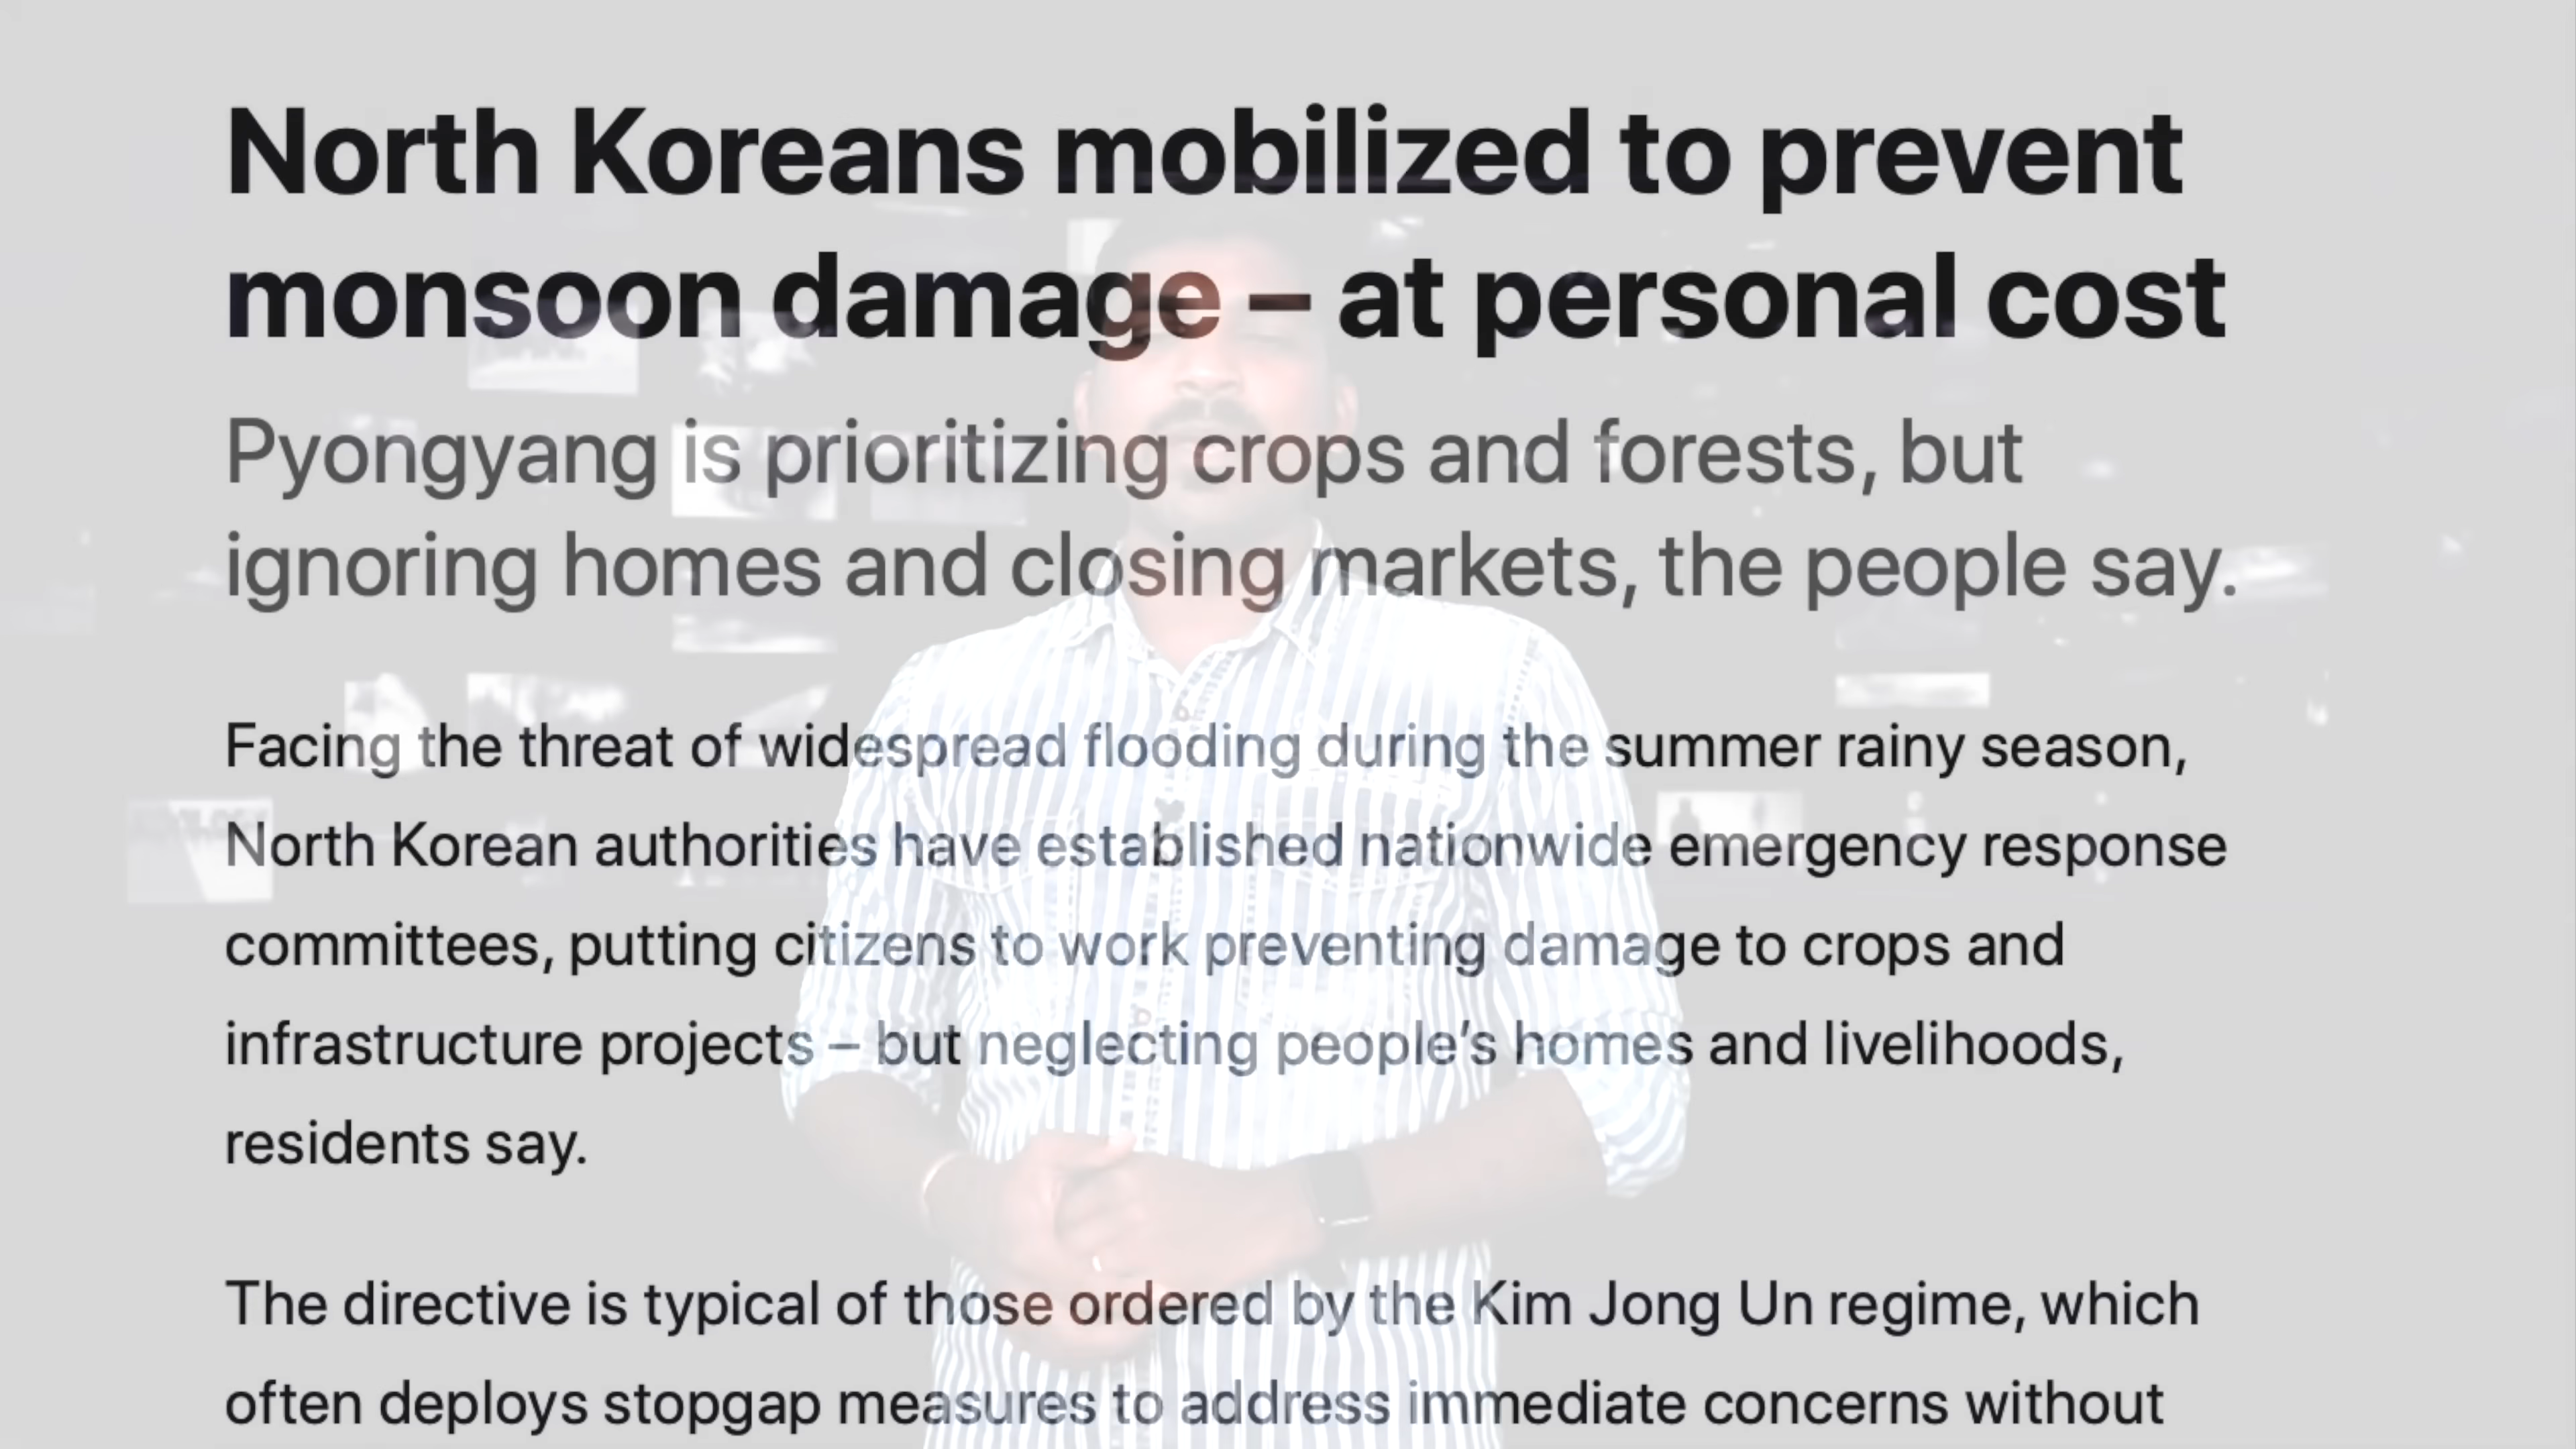 North Koreans mobilized to prevent
monsoon damage – at personal cost
Pyongyang is prioritizing crops and forests, but
ignoring homes and closing markets, the people say.
Facing the threat of widespread flooding during the summer rainy season,
North Korean authorities have established nationwide emergency response
committees, putting citizens to work preventing damage to crops and
infrastructure projects – but neglecting people’s homes and livelihoods,
residents say.
The directive is typical of those ordered by the Kim Jong Un regime, which
often deploys stopgap measures to address immediate concerns without